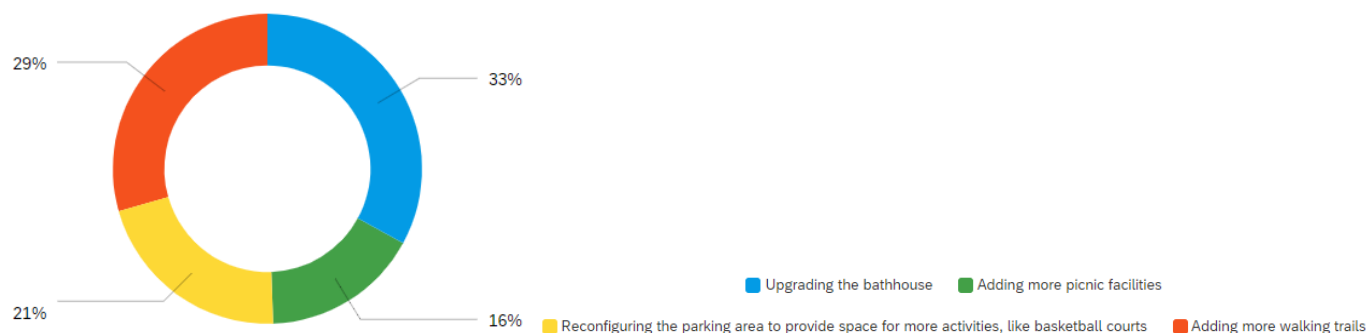 29%
33%
21%
16%
Upgrading the bathhouse
Adding more picnic facilities
Reconfiguring the parking area to provide space for more activities, like basketball courts
Adding more walking trails